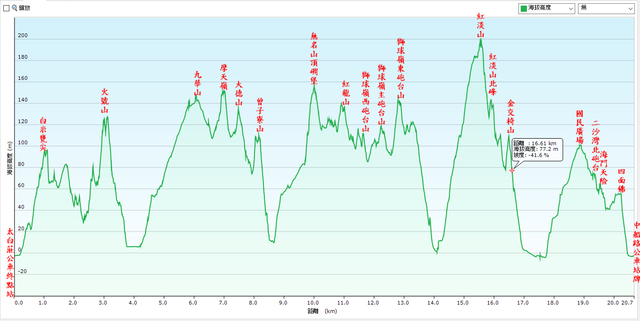 縮放
海拔高度
無
紅淡山
無名山頂碉堡
獅球嶺東砲台山
摩天嶺
九華山
大德山
紅龍山
獅球嶺西砲台山
獅球嶺主砲台山
紅淡山北峰
火號山
曾子寮山
金交椅山
國民廣場
二沙灣北砲台
海門天險
四面佛
太白莊公車終點站
中船路公車站牌
距離 : 16.61 km
海拔高度: 77.2 m
坡度: -41.6 %
海拔高度 (m)
200
180
160
140
120
100
80
60
40
20
0
-20
0.0 1.0 2.0 3.0 4.0 5.0 6.0 7.0 8.0 9.0 10.0 11.0 12.0 13.0 14.0 15.0 16.0 17.0 18.0 19.0 20.0 20.7
距離 (km)